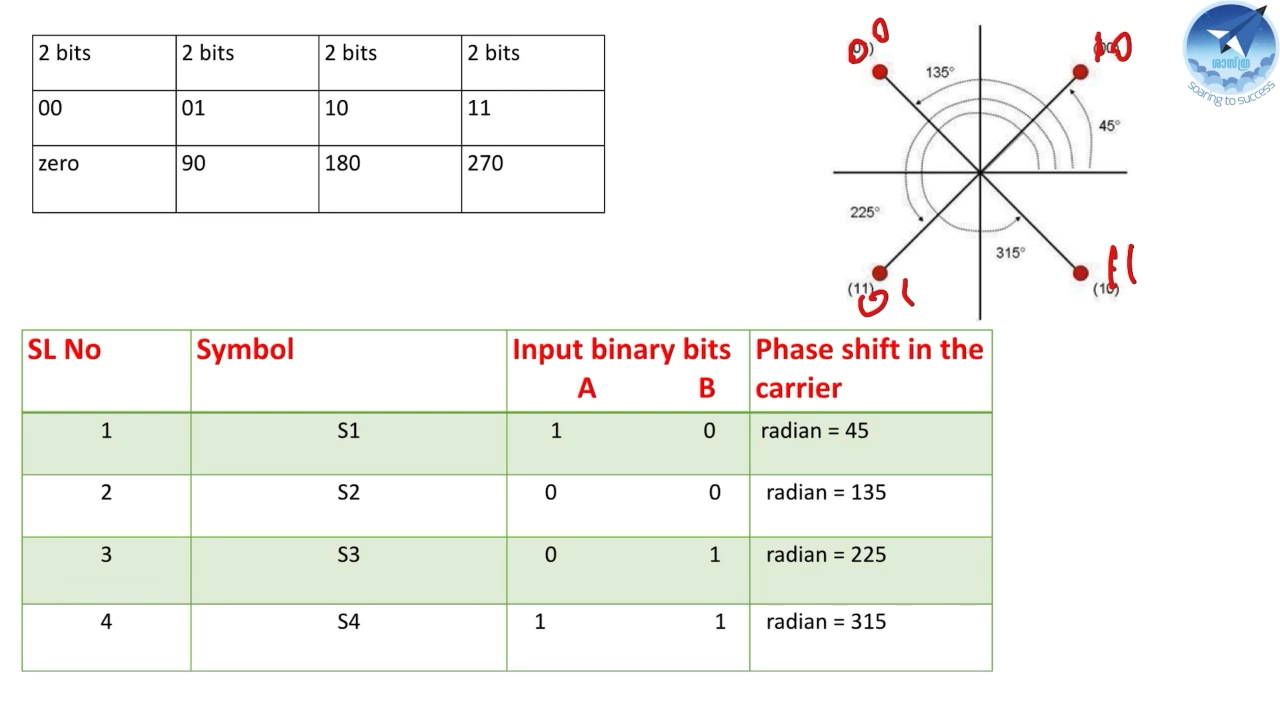 2 bits 2 bits 2 bits 2 bits
00 01 10 11
zero 90 180 270
00
10
135°
45°
225°
315°
(11)
01
(10)
11
ശാസ്ത്ര
soaring to success
SL No Symbol Input binary bits Phase shift in the
A B carrier
1 S1 1 0 radian = 45
2 S2 0 0 radian = 135
3 S3 0 1 radian = 225
4 S4 1 1 radian = 315